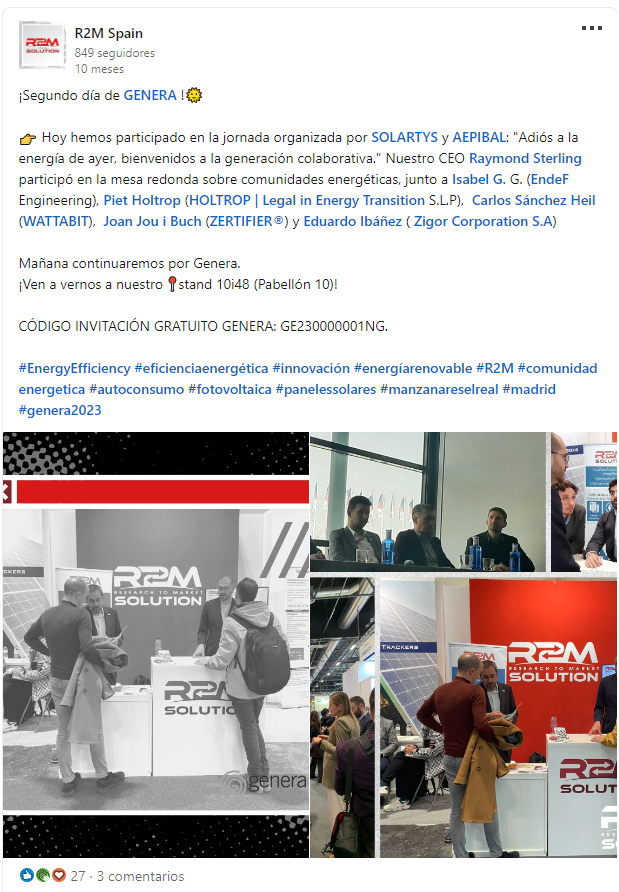 R2M Spain
849 seguidores
10 meses
¡Segundo día de GENERA !🌞
👉 Hoy hemos participado en la jornada organizada por SOLARTYS y AEPIBAL: "Adiós a la
energía de ayer, bienvenidos a la generación colaborativa." Nuestro CEO Raymond Sterling
participó en la mesa redonda sobre comunidades energéticas, junto a Isabel G. G. (EndeF
Engineering), Piet Holtrop (HOLTROP | Legal in Energy Transition S.L.P), Carlos Sánchez Heil
(WATTABIT), Joan Jou i Buch (ZERTIFIER®) y Eduardo Ibáñez ( Zigor Corporation S.A)
Mañana continuaremos por Genera.
¡Ven a vernos a nuestro 📍stand 10i48 (Pabellón 10)!
CÓDIGO INVITACIÓN GRATUITO GENERA: GE230000001NG.
#EnergyEfficiency #eficienciaenergética #innovación #energíarenovable #R2M #comunidad
energetica #autoconsumo #fotovoltaica #panelessolares #manzanareselreal #madrid
#genera2023
R2M
SOLUTION
TRACKERS
R2M
RESEARCH TO MARKET
SOLUTION
R2M
SOLUTIO
genera
R2M
SOLUTION
TRACKERS
R2M
RESEARCH TO MARKET
SOLUTION
R2M
SOLUT
27 · 3 comentarios